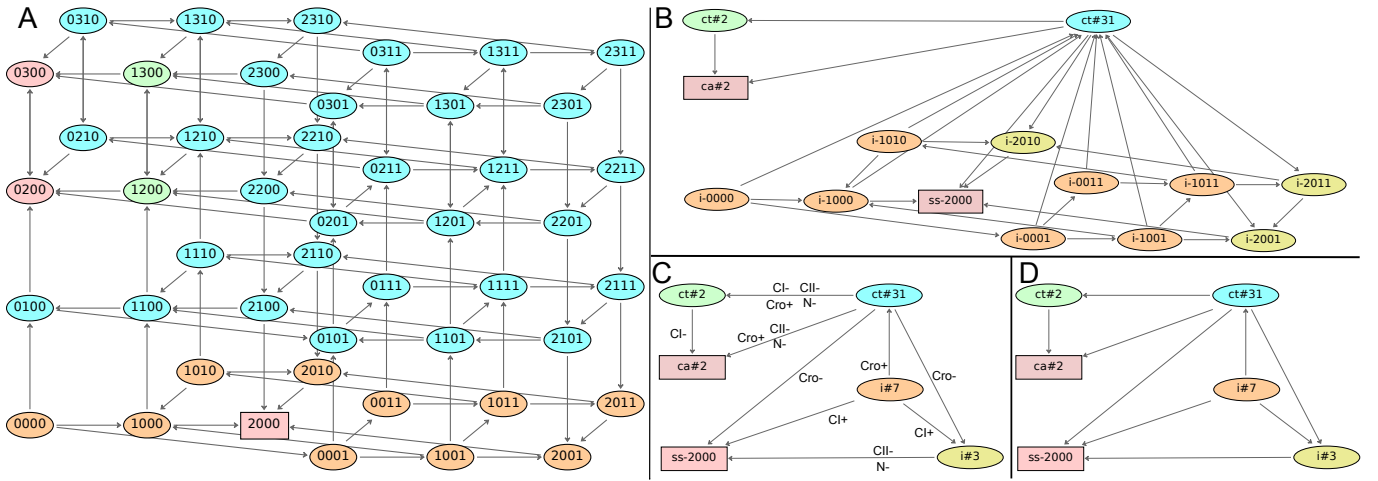 A
0310 1310 2310
0311 1311 2311
0300 1300 2300
0301 1301 2301
0210 1210 2210
0211 1211 2211
0200 1200 2200
0201 1201 2201
1110 2110
0111 1111 2111
0100 1100 2100
0101 1101 2101
1010 2010
0011 1011 2011
0000 1000 2000
0001 1001 2001
B
ct#2 ct#31
ca#2
i-1010 i-2010
i-0011 i-1011 i-2011
i-0000 i-1000 ss-2000
i-0001 i-1001 i-2001
C
ct#2 CI- CII- ct#31
Cro+ N-
CI- Cro+ CII-
N-
ca#2 Cro+ Cro-
Cro- i#7
CI+ CI+
ss-2000 CII- i#3
N-
D
ct#2 ct#31
ca#2
i#7
ss-2000 i#3